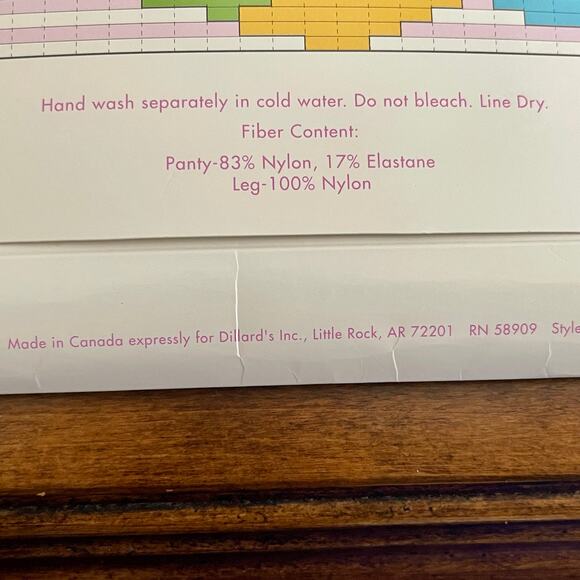 Hand wash separately in cold water. Do not bleach. Line Dry.
Fiber Content:
Panty-83% Nylon, 17% Elastane
Leg-100% Nylon
Made in Canada expressly for Dillard's Inc., Little Rock, AR 72201 RN 58909 Style